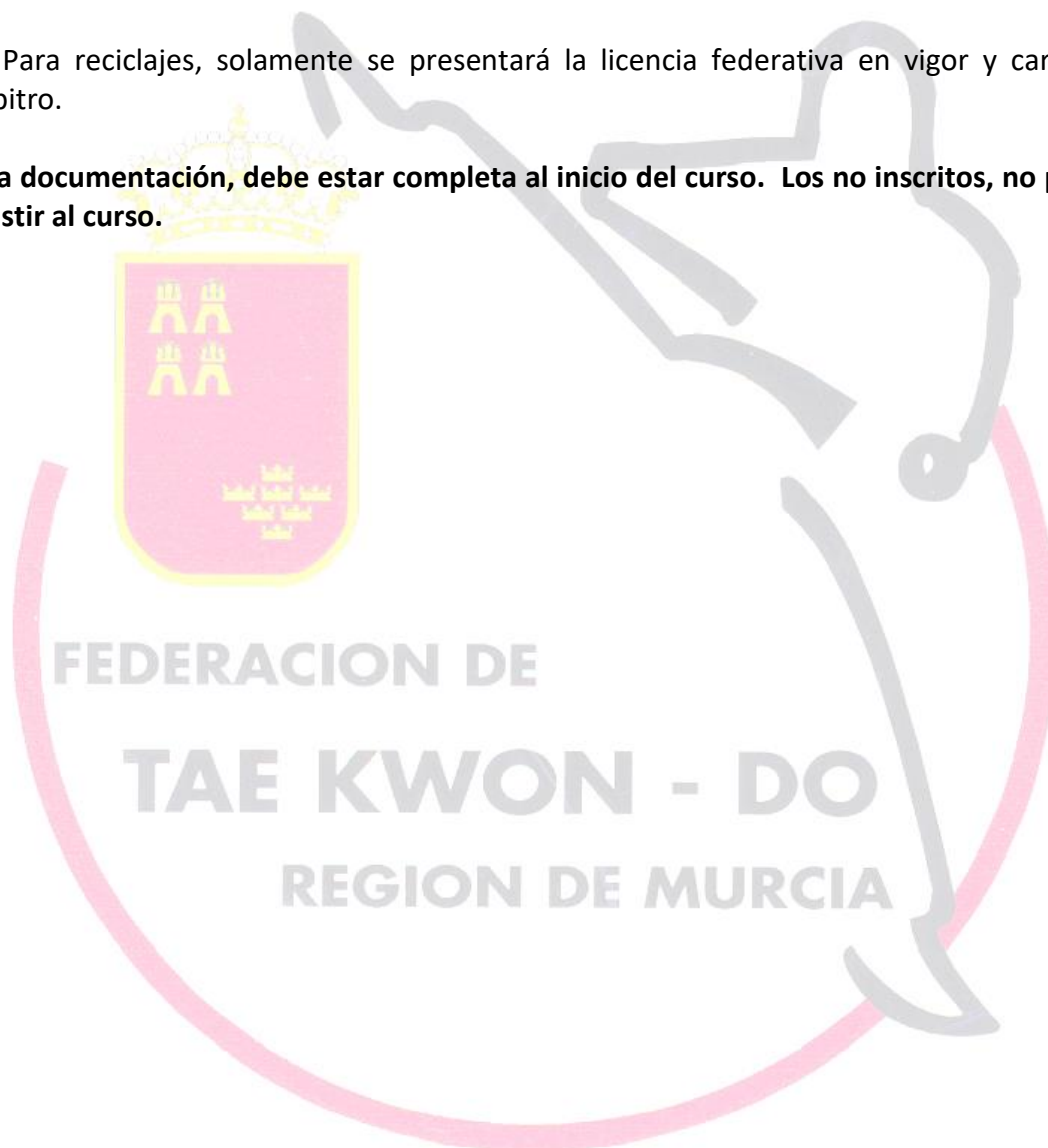 Para reciclajes, solamente se presentará la licencia federativa en vigor y car
bitro.
a documentación, debe estar completa al inicio del curso. Los no inscritos, no p
stir al curso.
FEDERACION DE
TAE KWON - DO
REGION DE MURCIA